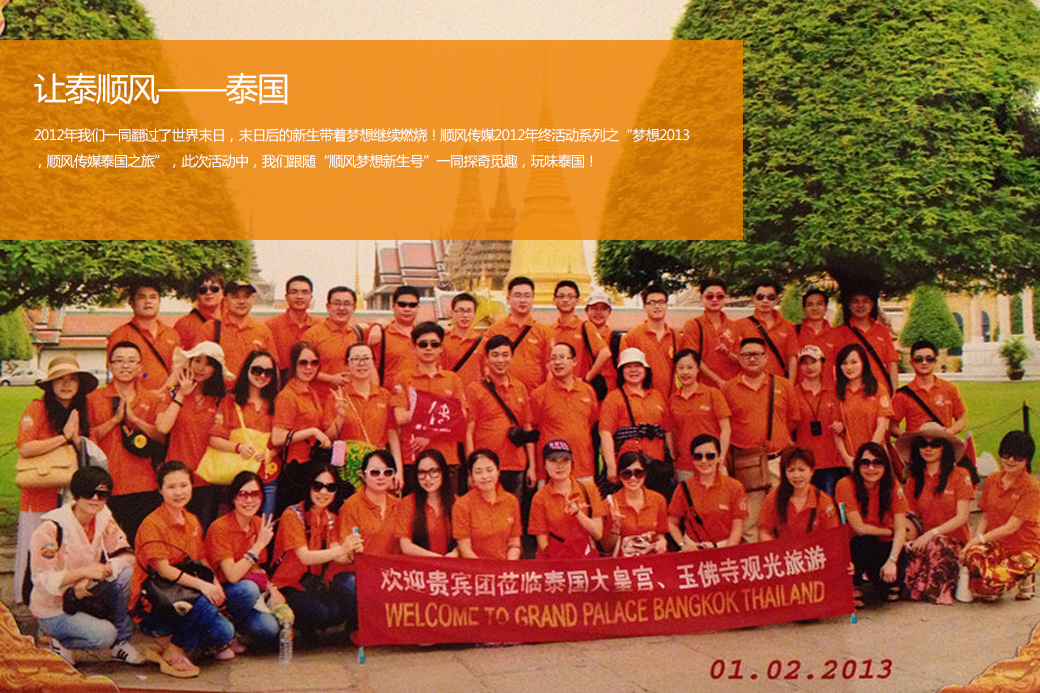 让泰顺风——泰国
2012年我们一同翻过了世界末日，末日后的新生带着梦想继续燃烧！顺风传媒2012年终活动系列之“梦想2013
，顺风传媒泰国之旅”，此次活动中，我们跟随“顺风梦想新生号”一同探奇觅趣，玩味泰国！
欢迎贵宾团莅临泰国大皇宫、玉佛寺观光旅游
WELCOME TO GRAND PALACE BANGKOK THAILAND
01.02.2013